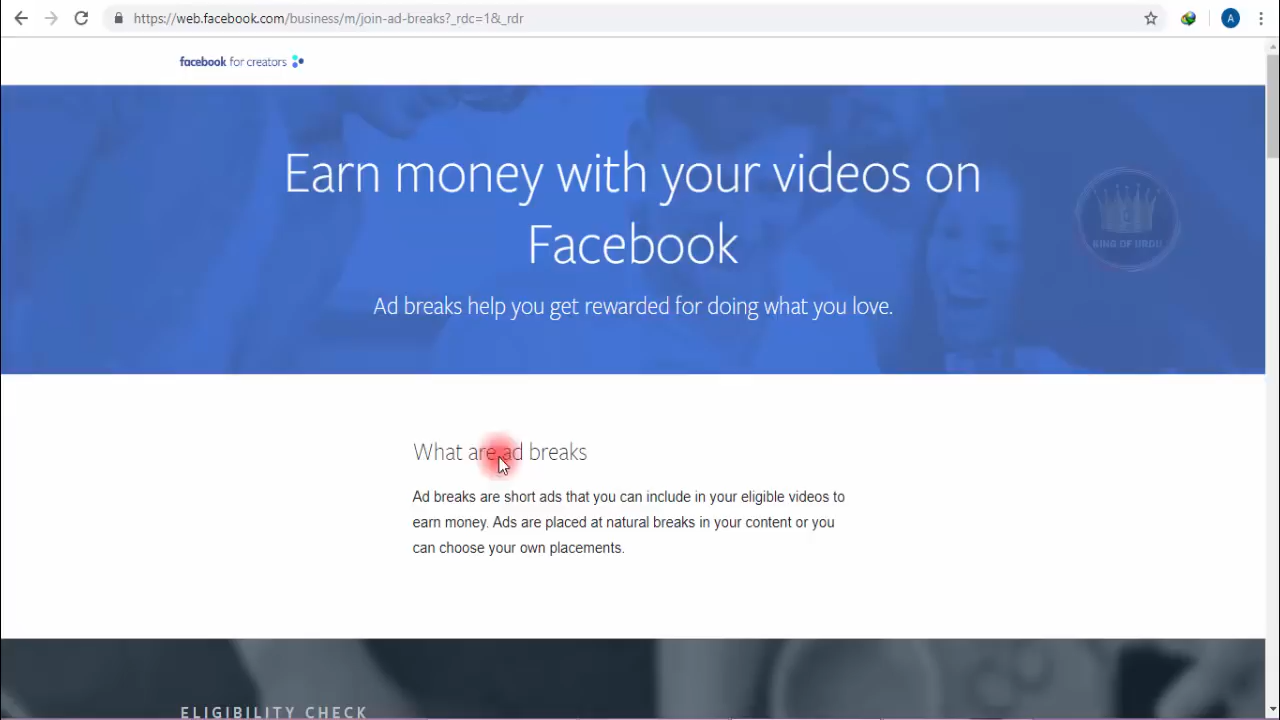 https://web.facebook.com/business/m/join-ad-breaks?_rdc=1&_rdr
A
facebook for creators
Earn money with your videos on
Facebook
KING OF URDU
Ad breaks help you get rewarded for doing what you love.
What are ad breaks
Ad breaks are short ads that you can include in your eligible videos to
earn money. Ads are placed at natural breaks in your content or you
can choose your own placements.
ELIGIBILITY CHECK